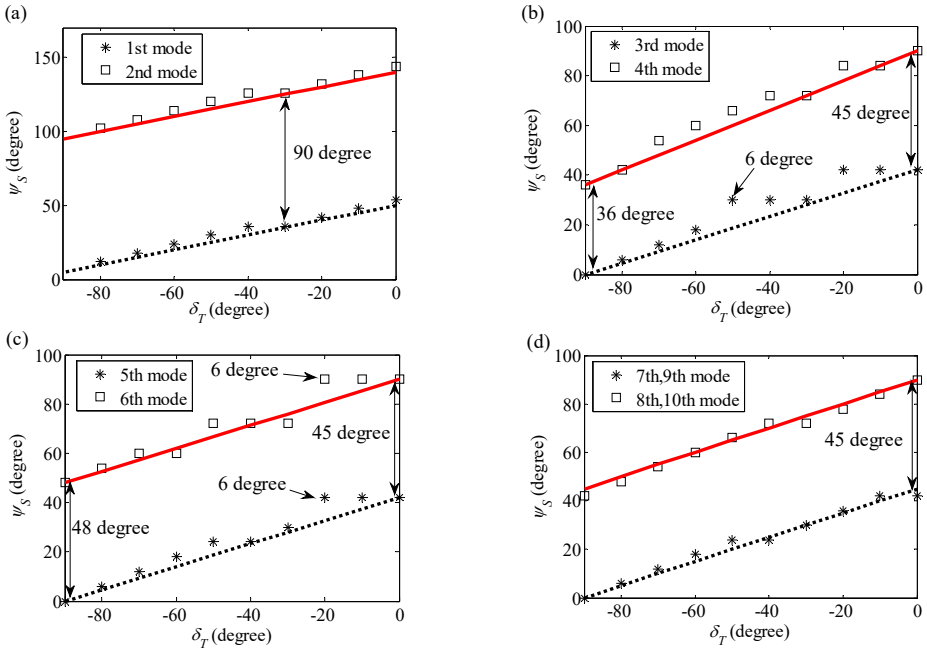 (a)
1st mode
2nd mode
150
100
50
0
90 degree
ψS (degree)
-80 -60 -40 -20 0
δT (degree)
(b)
3rd mode
4th mode
100
80
60
40
20
0
45 degree
6 degree
36 degree
ψS (degree)
-80 -60 -40 -20 0
δT (degree)
(c)
5th mode
6th mode
100
80
60
40
20
0
6 degree
45 degree
6 degree
48 degree
ψS (degree)
-80 -60 -40 -20 0
δT (degree)
(d)
7th,9th mode
8th,10th mode
100
80
60
40
20
0
45 degree
ψS (degree)
-80 -60 -40 -20 0
δT (degree)